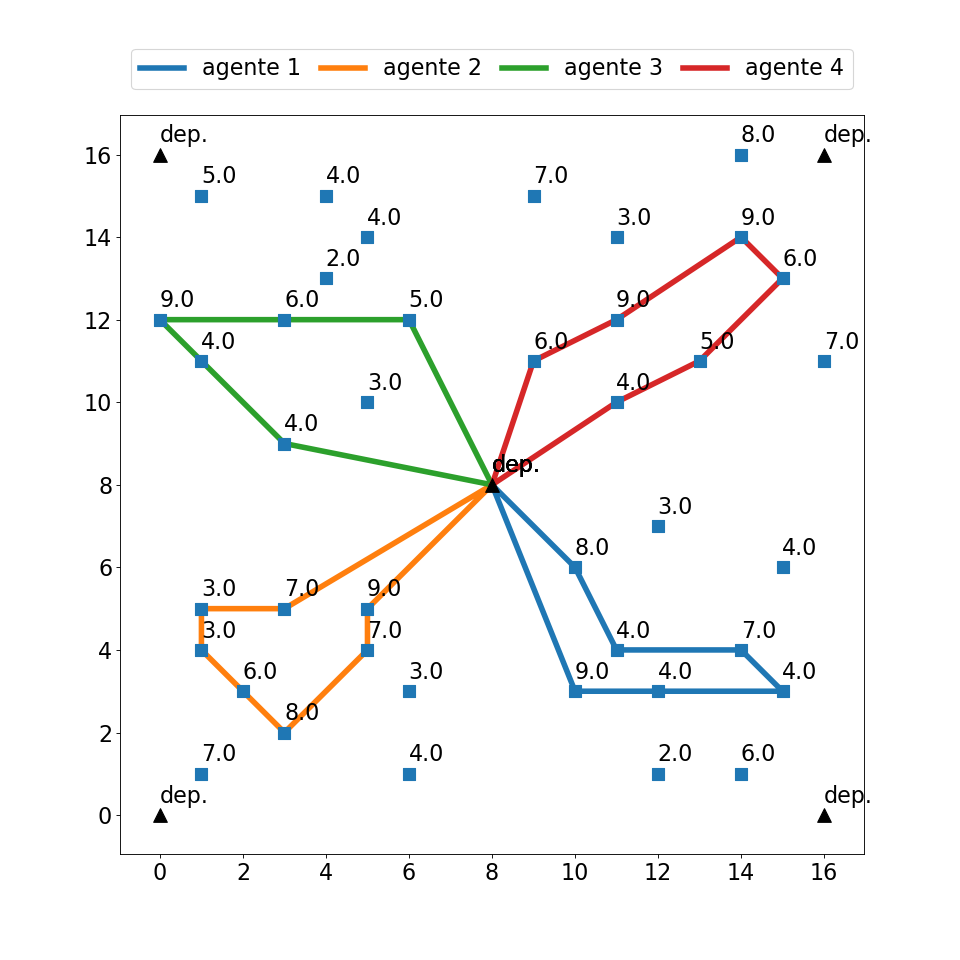 agente 1 agente 2 agente 3 agente 4
dep. 8.0 dep.
16
5.0 4.0 7.0
4.0 3.0 9.0
14
2.0 6.0
9.0 6.0 5.0 9.0
12
4.0 6.0 5.0 7.0
3.0 4.0
10
4.0
dep.
8
3.0
8.0 4.0
6
3.0 7.0 9.0
3.0 7.0 4.0 7.0
4
6.0 3.0 9.0 4.0 4.0
8.0
2
7.0 4.0 2.0 6.0
dep. dep.
0
0 2 4 6 8 10 12 14 16